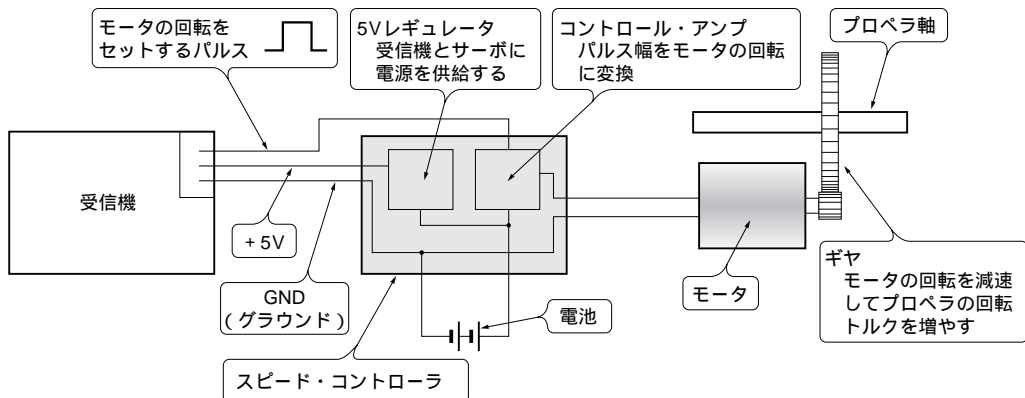 モータの回転を
セットするパルス
5Vレギュレータ
受信機とサーボに
電源を供給する
コントロール・アンプ
パルス幅をモータの回転
に変換
プロペラ軸
受信機
+5V
GND
(グラウンド)
スピード・コントローラ
電池
モータ
ギヤ
モータの回転を減速
してプロペラの回転
トルクを増やす